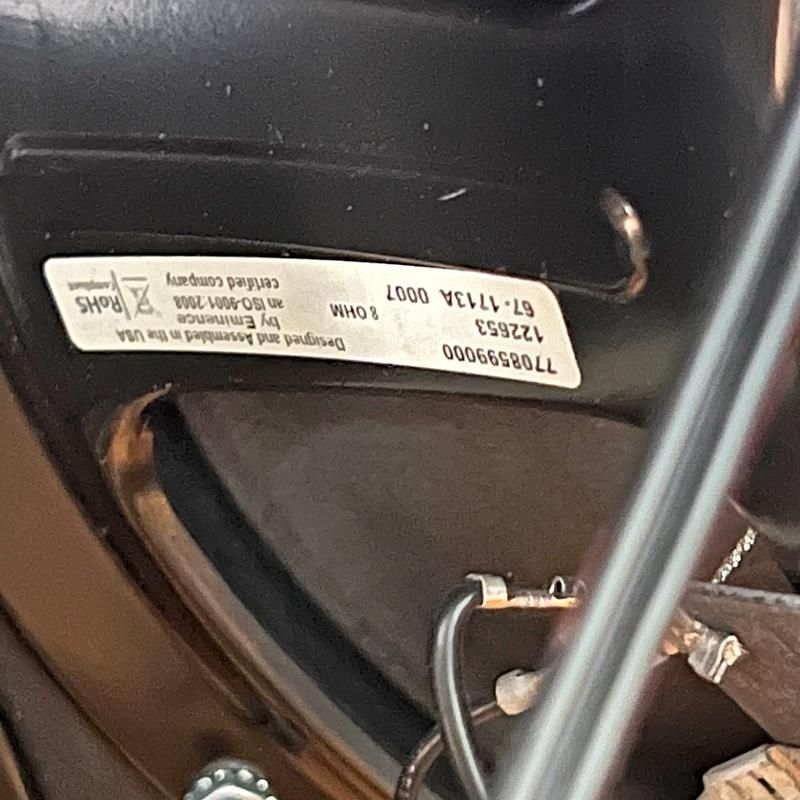 7708599000
122653
67-1713A 0007
8 OHM
Designed and Assembled in the USA
by Eminence
an ISO-9001:2008
certified company
RoHS
Compliant